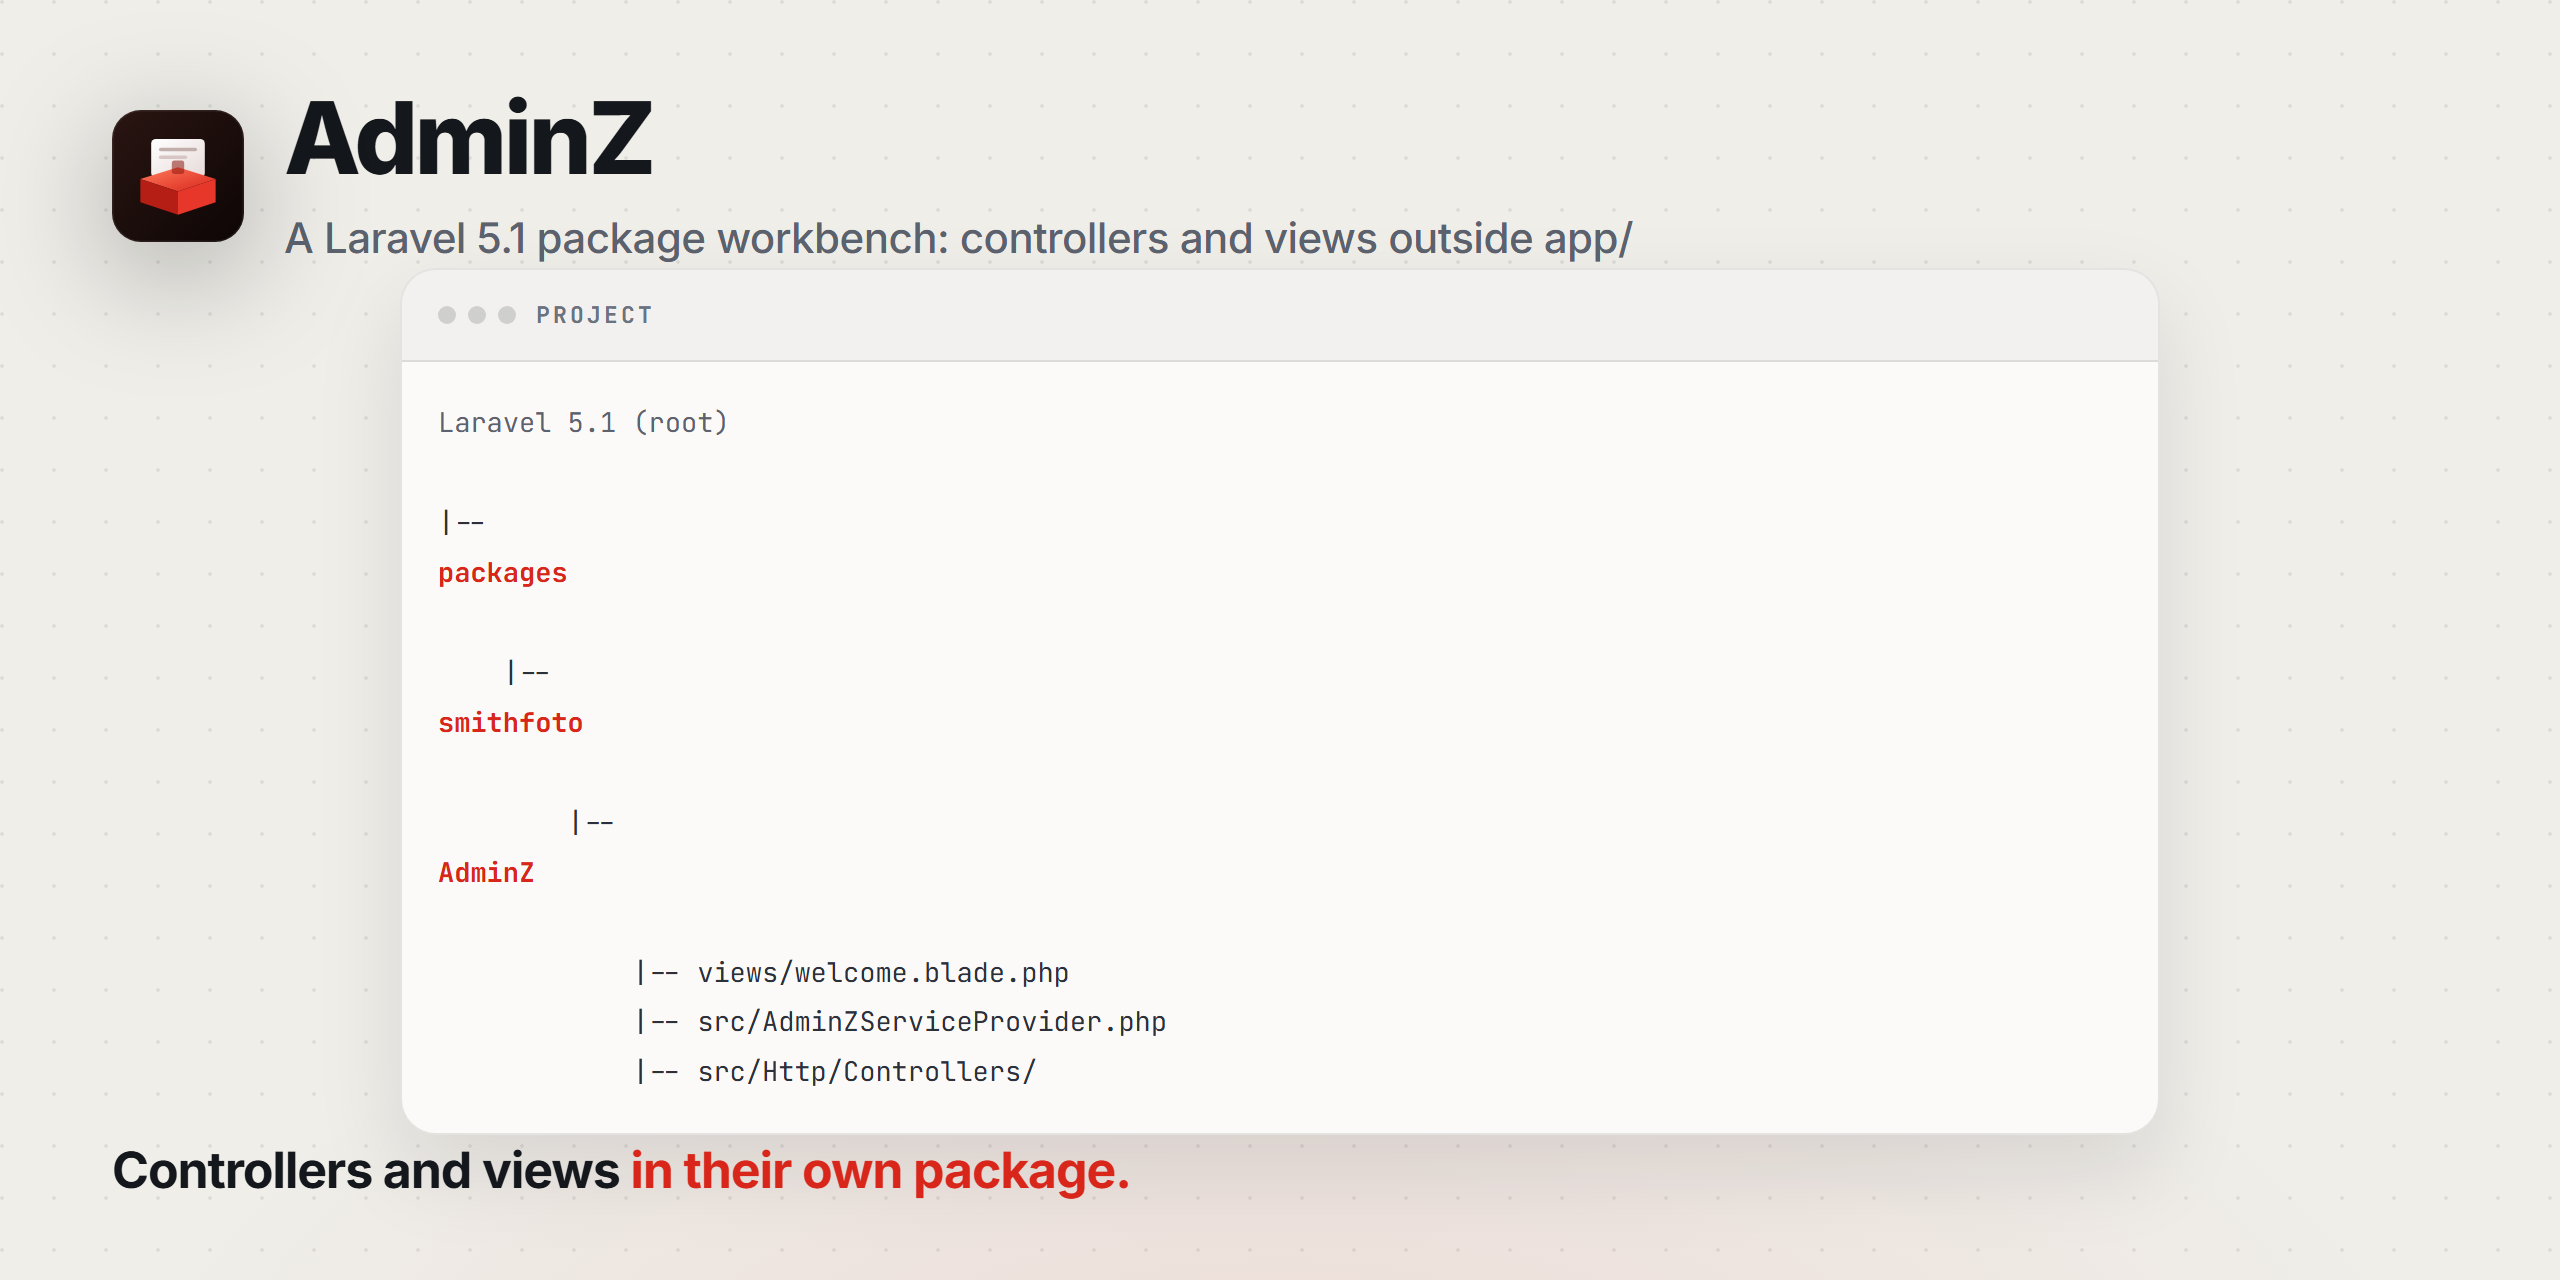 AdminZ
A Laravel 5.1 package workbench: controllers and views outside app/
PROJECT
Laravel 5.1 (root)
|--
packages
    |--
smithfoto
        |--
AdminZ
            |-- views/welcome.blade.php
            |-- src/AdminZServiceProvider.php
            |-- src/Http/Controllers/
Controllers and views in their own package.